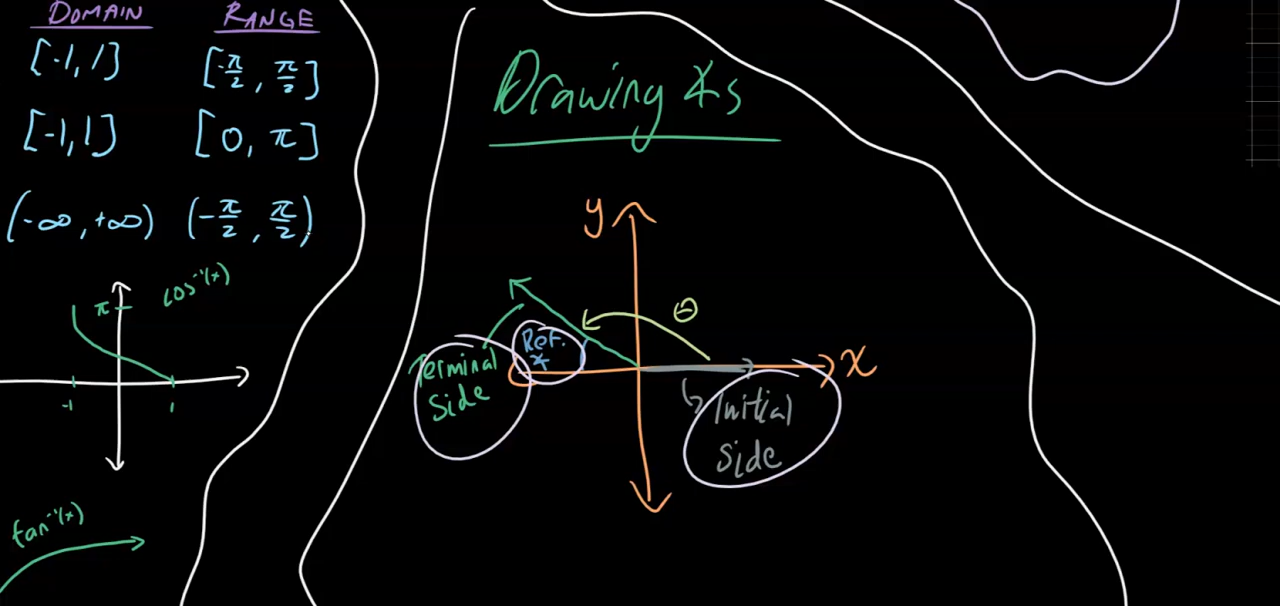 DOMAIN RANGE
[-1, 1] [-π/2, π/2]
[-1, 1] [0, π]
(-∞, +∞) (-π/2, π/2)
cos⁻¹(x)
π
-1 1
tan⁻¹(x)
Drawing ∡s
y
θ
x
Ref.
∡
Terminal
Side
Initial
Side